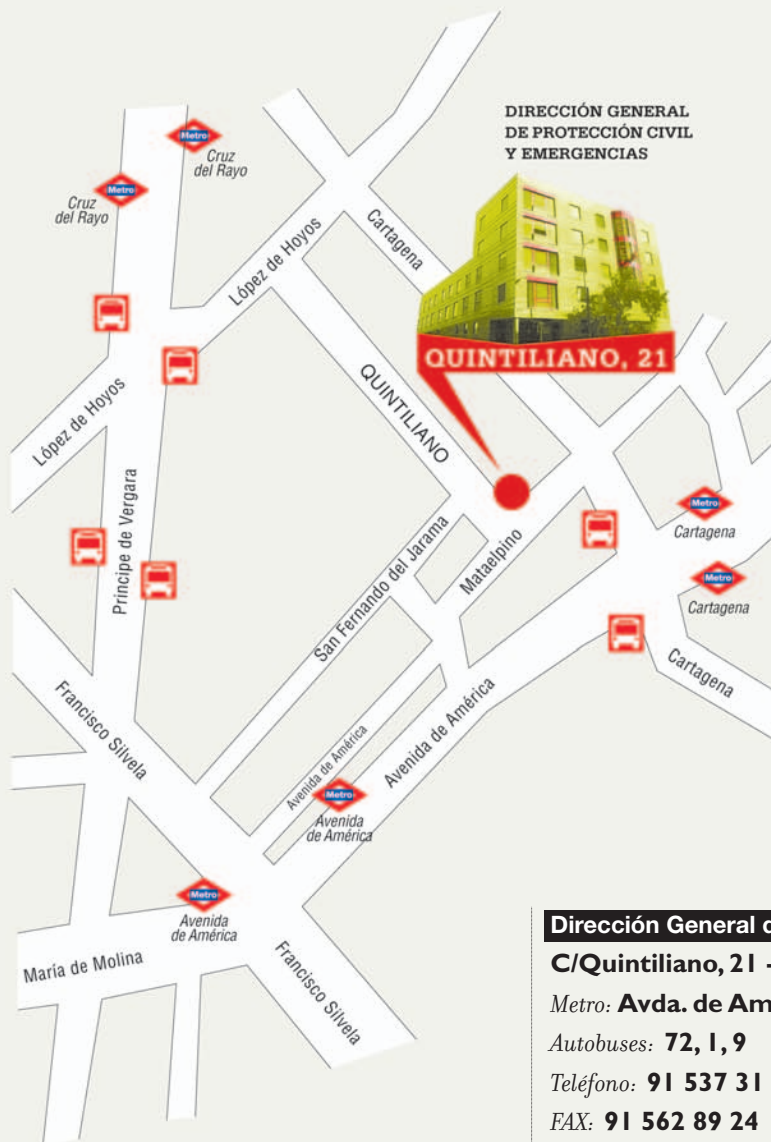 DIRECCIÓN GENERAL
DE PROTECCIÓN CIVIL
Y EMERGENCIAS
Metro
Cruz
del Rayo
Metro
Cruz
del Rayo
Cartagena
López de Hoyos
QUINTILIANO, 21
QUINTILIANO
López de Hoyos
Príncipe de Vergara
Metro
Cartagena
San Fernando del Jarama
Mataelpino
Metro
Cartagena
Cartagena
Francisco Silvela
Avenida de América
Avenida de América
Metro
Avenida
de América
Metro
Avenida
de América
María de Molina
Francisco Silvela
Dirección General d
C/Quintiliano, 21 -
Metro: Avda. de Am
Autobuses: 72, 1, 9
Teléfono: 91 537 31
FAX: 91 562 89 24